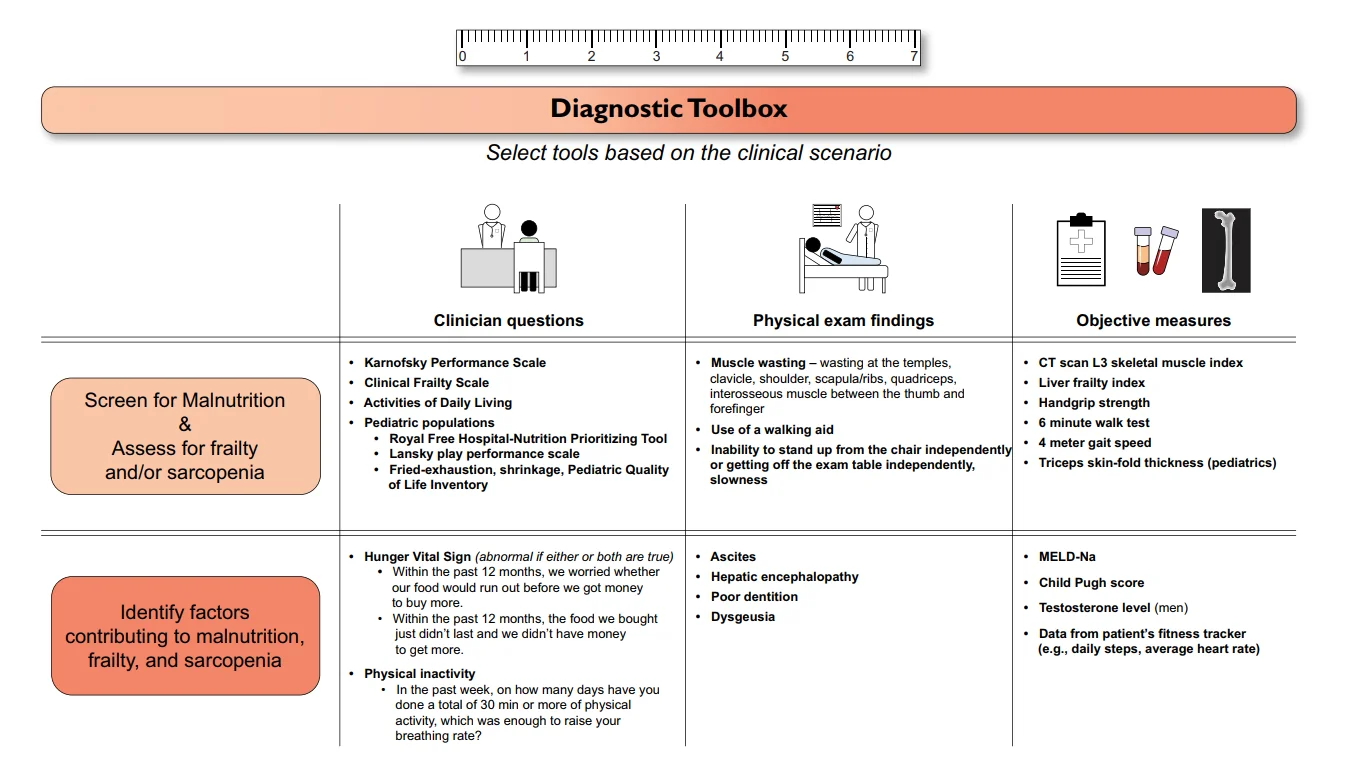 0 1 2 3 4 5 6 7
Diagnostic Toolbox
Select tools based on the clinical scenario
Clinician questions
Physical exam findings
Objective measures
Screen for Malnutrition
&
Assess for frailty
and/or sarcopenia
• Karnofsky Performance Scale
• Clinical Frailty Scale
• Activities of Daily Living
• Pediatric populations
• Royal Free Hospital-Nutrition Prioritizing Tool
• Lansky play performance scale
• Fried-exhaustion, shrinkage, Pediatric Quality
of Life Inventory
• Muscle wasting – wasting at the temples,
clavicle, shoulder, scapula/ribs, quadriceps,
interosseous muscle between the thumb and
forefinger
• Use of a walking aid
• Inability to stand up from the chair independently
or getting off the exam table independently,
slowness
• CT scan L3 skeletal muscle index
• Liver frailty index
• Handgrip strength
• 6 minute walk test
• 4 meter gait speed
• Triceps skin-fold thickness (pediatrics)
Identify factors
contributing to malnutrition,
frailty, and sarcopenia
• Hunger Vital Sign (abnormal if either or both are true)
• Within the past 12 months, we worried whether
our food would run out before we got money
to buy more.
• Within the past 12 months, the food we bought
just didn’t last and we didn’t have money
to get more.
• Physical inactivity
• In the past week, on how many days have you
done a total of 30 min or more of physical
activity, which was enough to raise your
breathing rate?
• Ascites
• Hepatic encephalopathy
• Poor dentition
• Dysgeusia
• MELD-Na
• Child Pugh score
• Testosterone level (men)
• Data from patient’s fitness tracker
(e.g., daily steps, average heart rate)